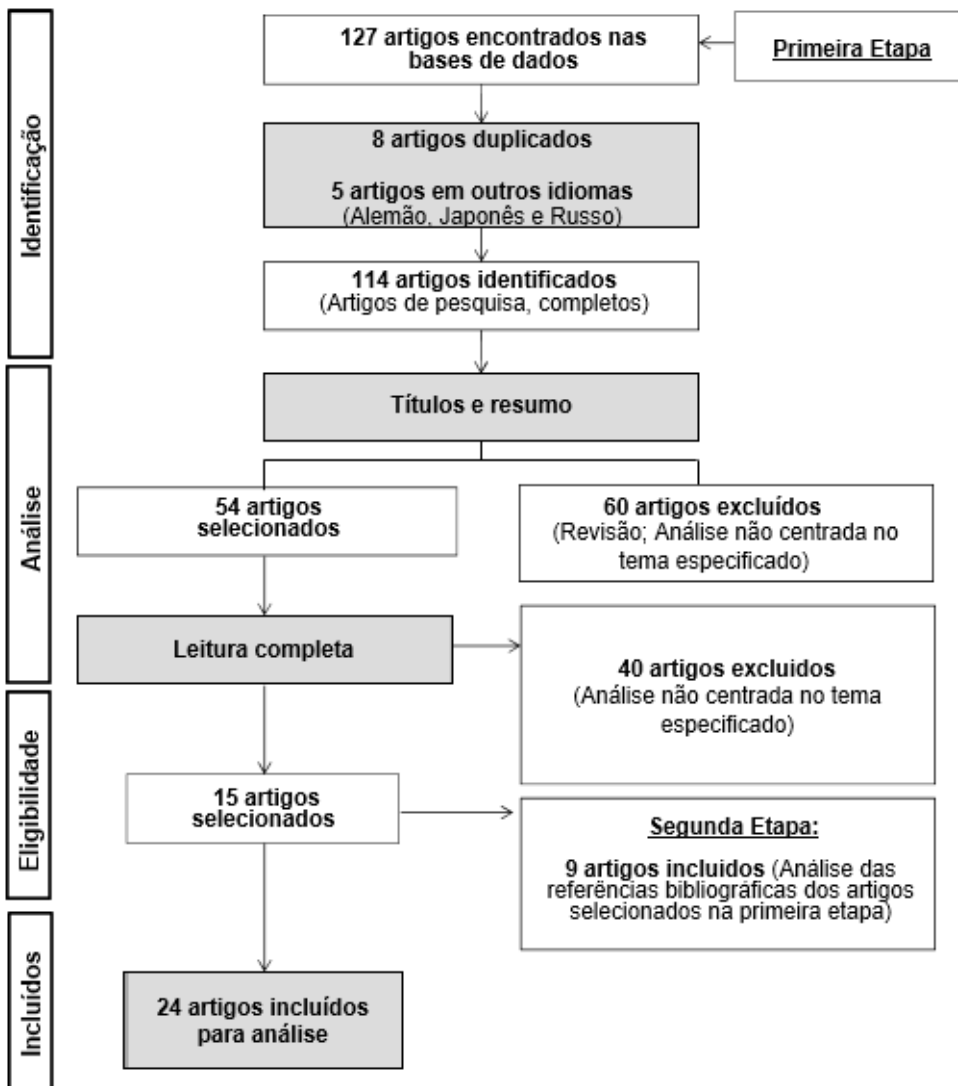 127 artigos encontrados nas
bases de dados
Primeira Etapa
Identificação
8 artigos duplicados
5 artigos em outros idiomas
(Alemão, Japonês e Russo)
114 artigos identificados
(Artigos de pesquisa, completos)
Análise
Títulos e resumo
54 artigos
selecionados
60 artigos excluídos
(Revisão; Análise não centrada no
tema especificado)
Leitura completa
40 artigos excluidos
(Análise não centrada no tema
especificado)
Eligibilidade
15 artigos
selecionados
Segunda Etapa:
9 artigos incluídos (Análise das
referências bibliográficas dos artigos
selecionados na primeira etapa)
Incluídos
24 artigos incluídos
para análise